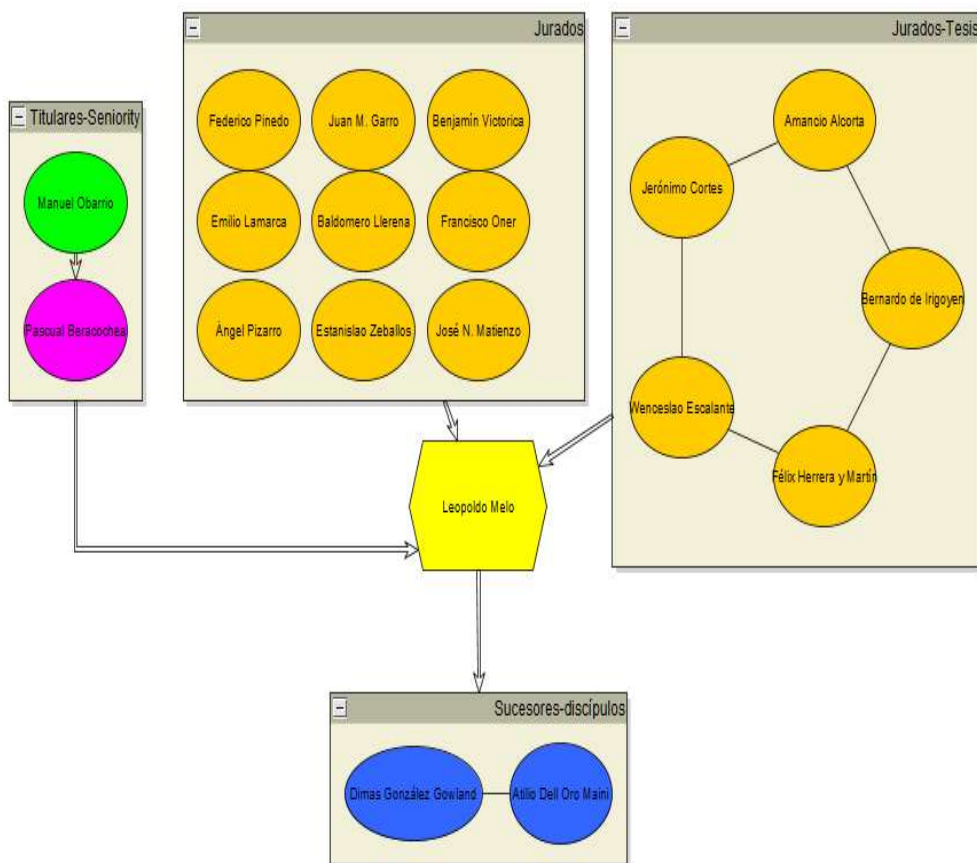 Jurados
Jurados-Tesis
Titulares-Seniority
Federico Pinedo
Juan M. Garro
Benjamín Victorica
Amancio Alcorta
Manuel Obarrio
Emilio Lamarca
Baldomero Llerena
Francisco Oner
Jerónimo Cortes
Pascual Beracochea
Ángel Pizarro
Estanislao Zeballos
José N. Matienzo
Bernardo de Irigoyen
Wenceslao Escalante
Félix Herrera y Martín
Leopoldo Melo
Sucesores-discípulos
Dimas González Gowland
Atilio Dell Oro Maini